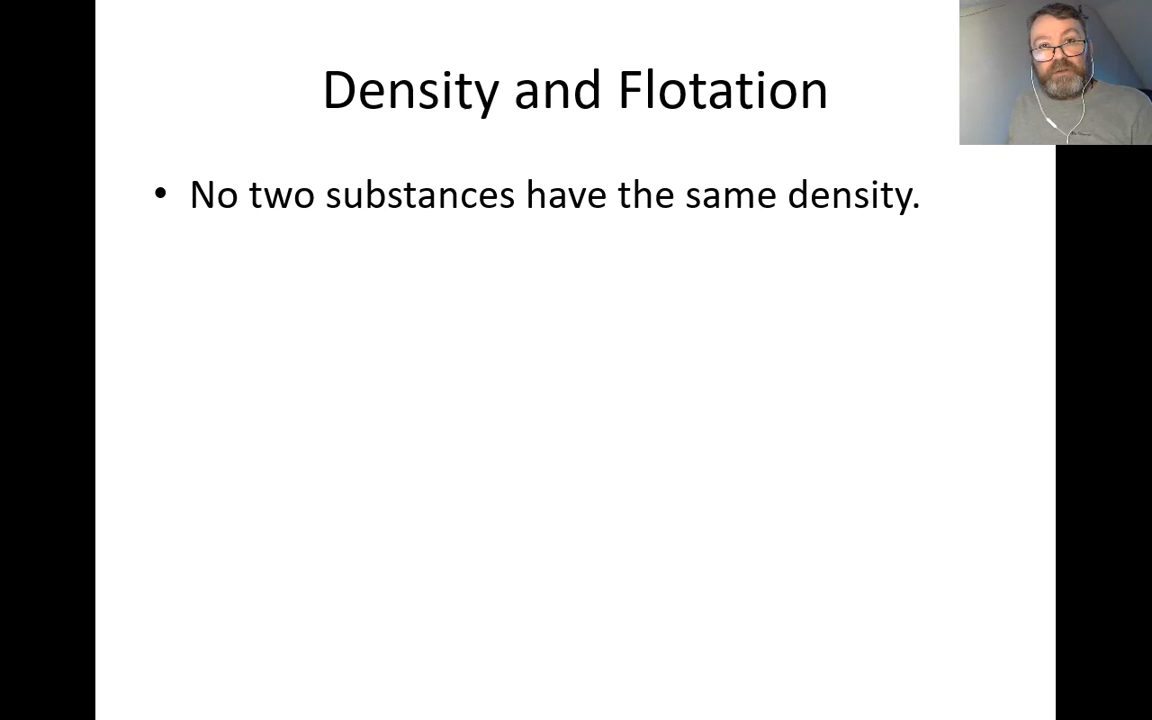 Density and Flotation
• No two substances have the same density.